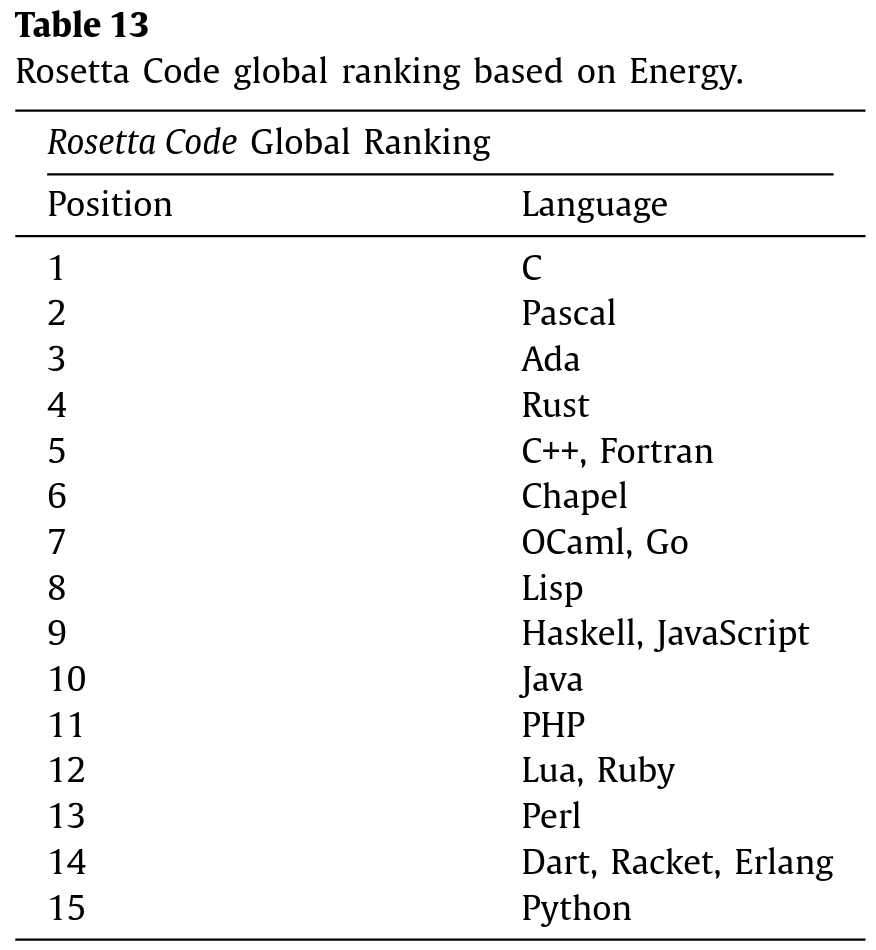 Table 13
Rosetta Code global ranking based on Energy.
Rosetta Code Global Ranking
Position Language
1 C
2 Pascal
3 Ada
4 Rust
5 C++, Fortran
6 Chapel
7 OCaml, Go
8 Lisp
9 Haskell, JavaScript
10 Java
11 PHP
12 Lua, Ruby
13 Perl
14 Dart, Racket, Erlang
15 Python